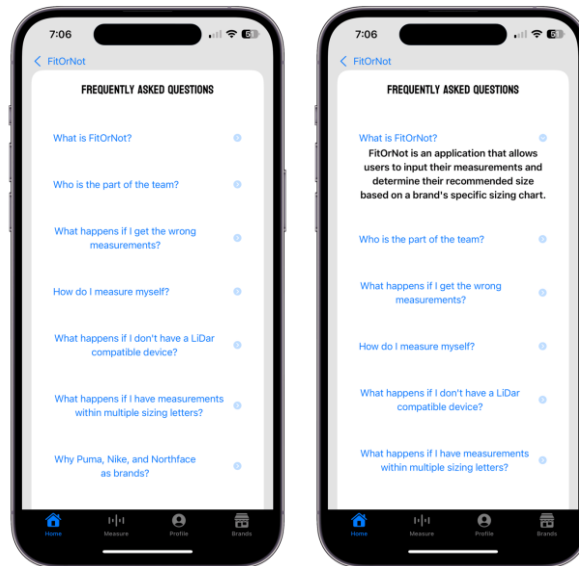 7:06
FitOrNot
FREQUENTLY ASKED QUESTIONS
What is FitOrNot?
Who is the part of the team?
What happens if I get the wrong
measurements?
How do I measure myself?
What happens if I don't have a LiDar
compatible device?
What happens if I have measurements
within multiple sizing letters?
Why Puma, Nike, and Northface
as brands?
Home
Measure
Profile
Brands
7:06
FitOrNot
FREQUENTLY ASKED QUESTIONS
What is FitOrNot?
FitOrNot is an application that allows
users to input their measurements and
determine their recommended size
based on a brand's specific sizing chart.
Who is the part of the team?
What happens if I get the wrong
measurements?
How do I measure myself?
What happens if I don't have a LiDar
compatible device?
What happens if I have measurements
within multiple sizing letters?
Home
Measure
Profile
Brands